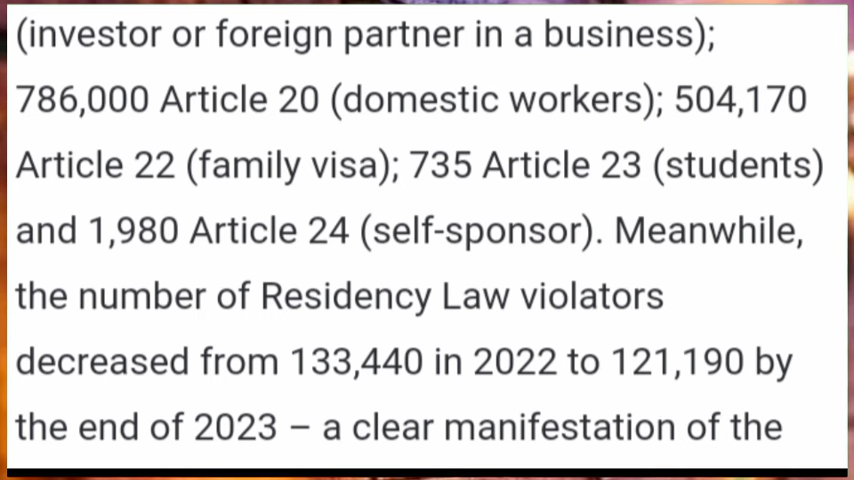 (investor or foreign partner in a business);
786,000 Article 20 (domestic workers); 504,170
Article 22 (family visa); 735 Article 23 (students)
and 1,980 Article 24 (self-sponsor). Meanwhile,
the number of Residency Law violators
decreased from 133,440 in 2022 to 121,190 by
the end of 2023 – a clear manifestation of the